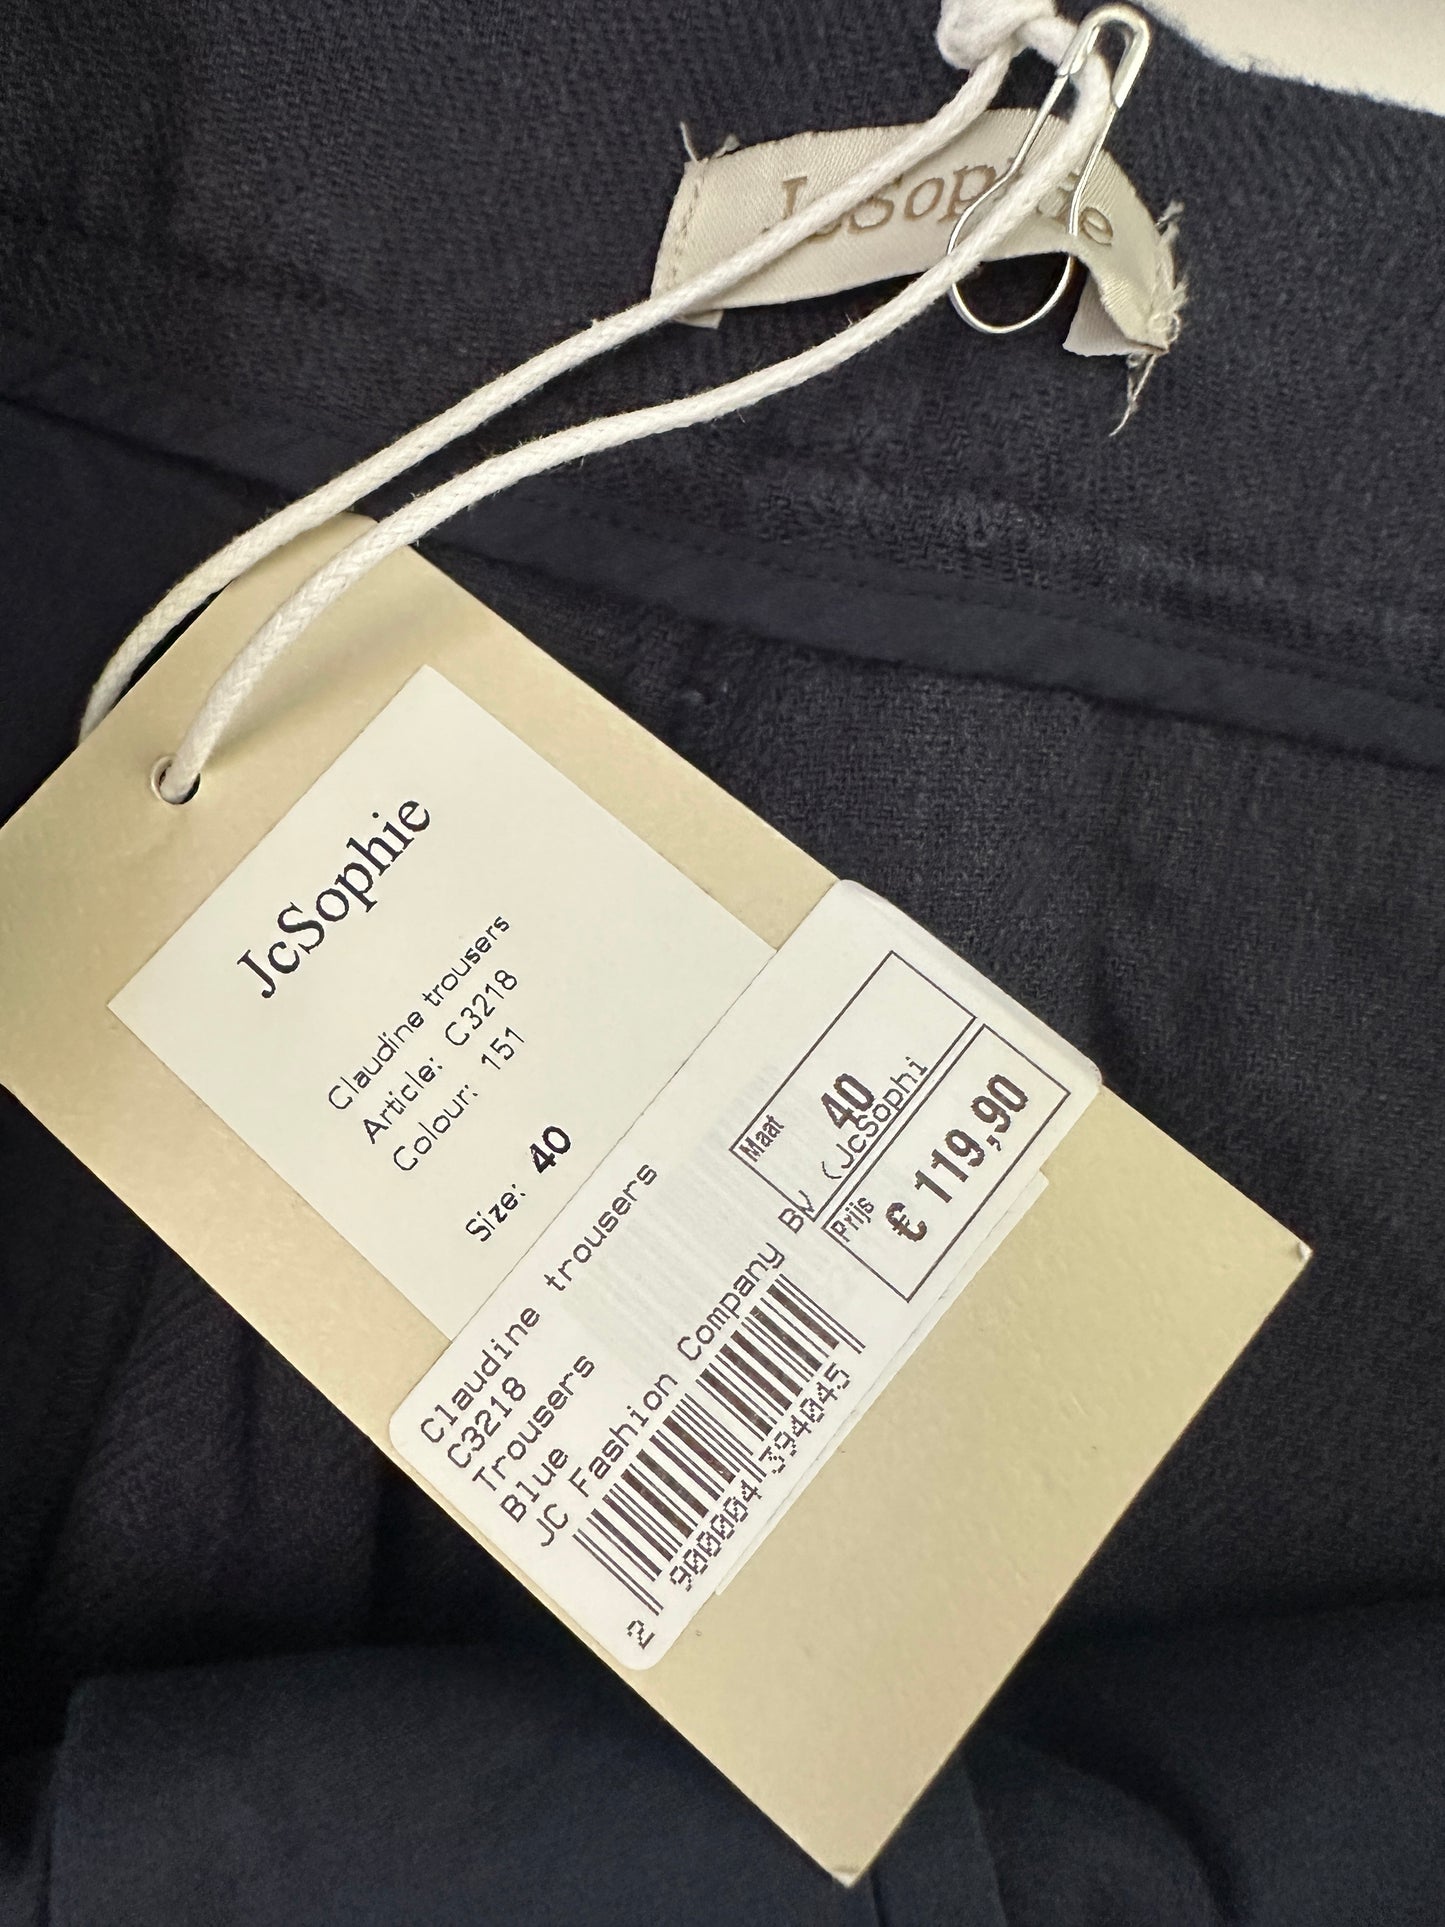 JcSophie
JcSophie
Claudine trousers
Article: C3218
Colour: 151
Size: 40
Claudine trousers
C3218
Trousers
Blue
JC Fashion Company BV (JcSophi
Maat 40
Prijs € 119,90
2 900004 394045